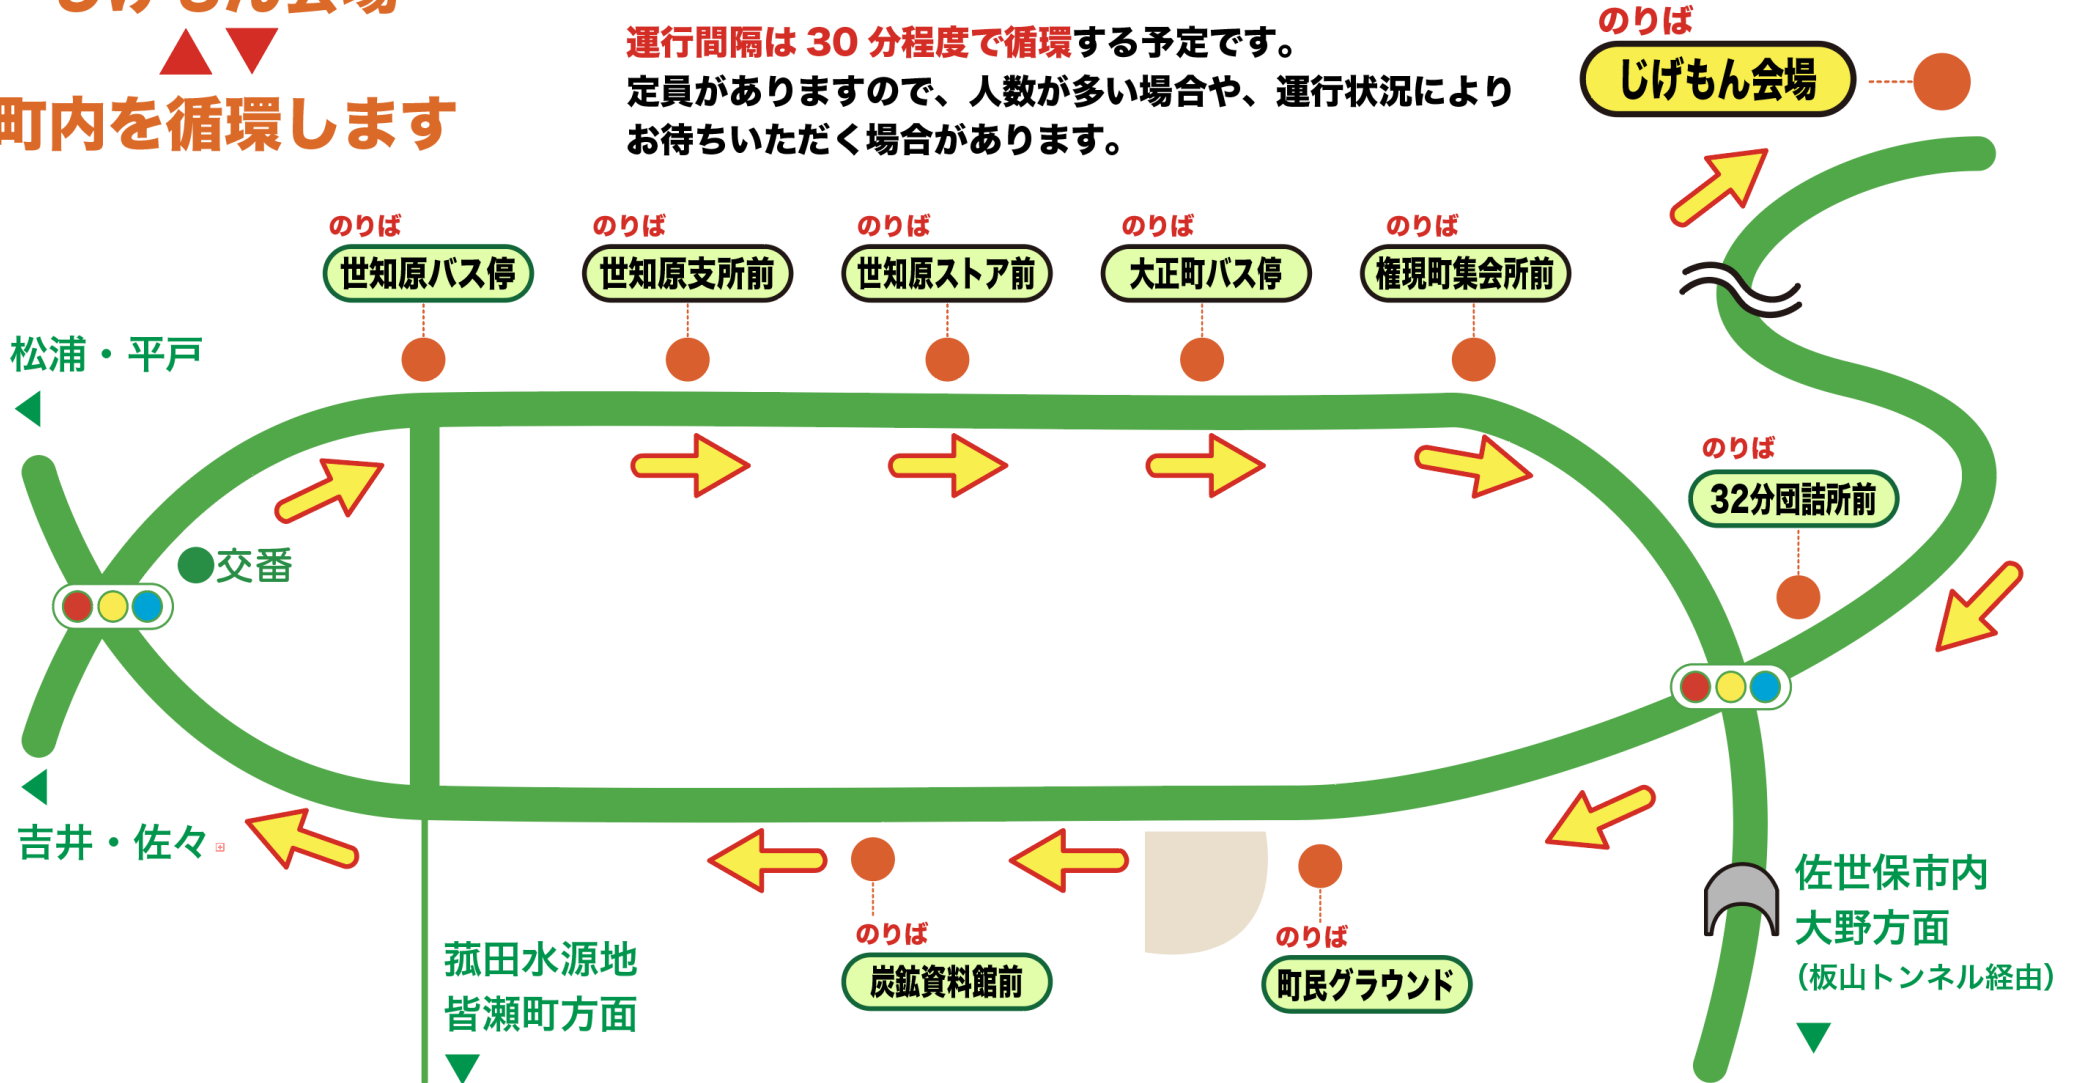 じげもん会場
町内を循環します
運行間隔は 30 分程度で循環する予定です。
定員がありますので、人数が多い場合や、運行状況により
お待ちいただく場合があります。
のりば
じげもん会場
のりば
世知原バス停
のりば
世知原支所前
のりば
世知原ストア前
のりば
大正町バス停
のりば
権現町集会所前
松浦・平戸
のりば
32分団詰所前
交番
吉井・佐々
佐世保市内
大野方面
（板山トンネル経由）
のりば
炭鉱資料館前
のりば
町民グラウンド
菰田水源地
皆瀬町方面